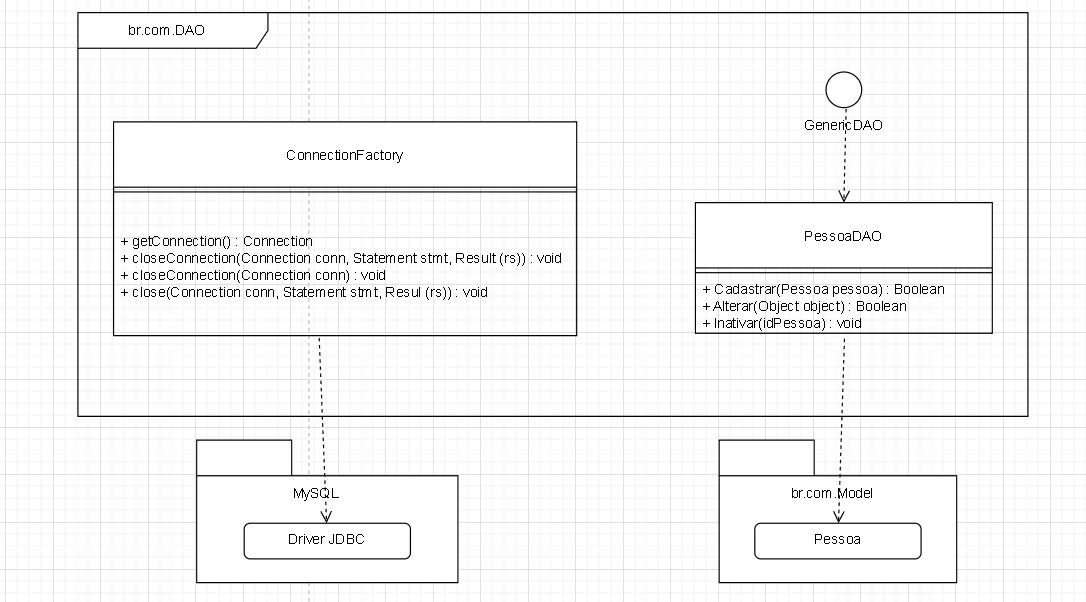 br.com.DAO
GenericDAO
ConnectionFactory
+ getConnection() : Connection
+ closeConnection(Connection conn, Statement stmt, Result (rs)) : void
+ closeConnection(Connection conn) : void
+ close(Connection conn, Statement stmt, Resul (rs)) : void
PessoaDAO
+ Cadastrar(Pessoa pessoa) : Boolean
+ Alterar(Object object) : Boolean
+ Inativar(idPessoa) : void
MySQL
Driver JDBC
br.com.Model
Pessoa